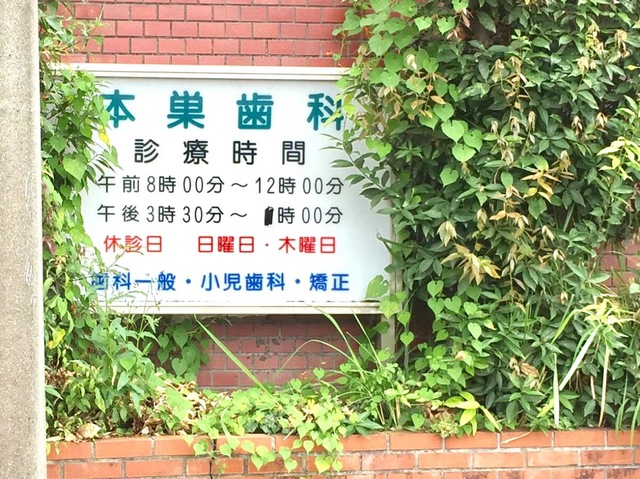 本巣歯科
診療時間
午前8時00分～12時00分
午後3時30分～ 時00分
休診日 日曜日・木曜日
歯科一般・小児歯科・矯正